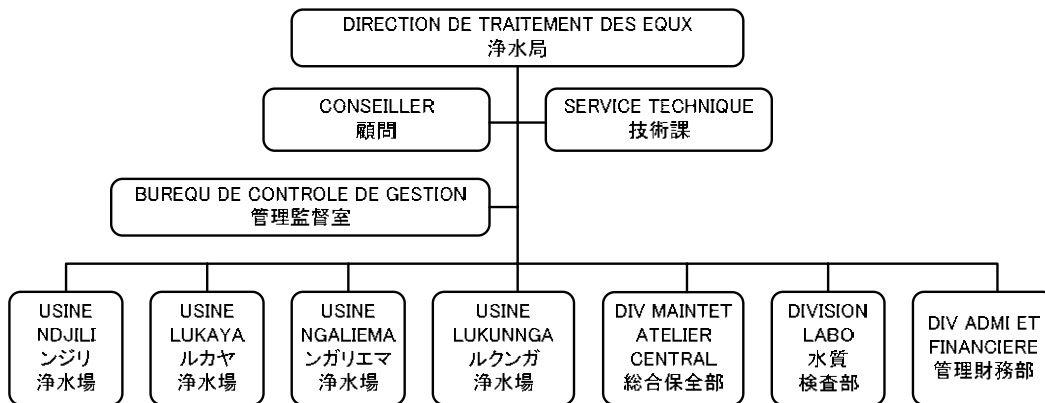 DIRECTION DE TRAITEMENT DES EQUX
浄水局
CONSEILLER
顧問
SERVICE TECHNIQUE
技術課
BUREQU DE CONTROLE DE GESTION
管理監督室
USINE
NDJILI
ンジリ
浄水場
USINE
LUKAYA
ルカヤ
浄水場
USINE
NGALIEMA
ンガリエマ
浄水場
USINE
LUKUNNGA
ルクンガ
浄水場
DIV MAINTET
ATELIER
CENTRAL
総合保全部
DIVISION
LABO
水質
検査部
DIV ADMI ET
FINANCIERE
管理財務部